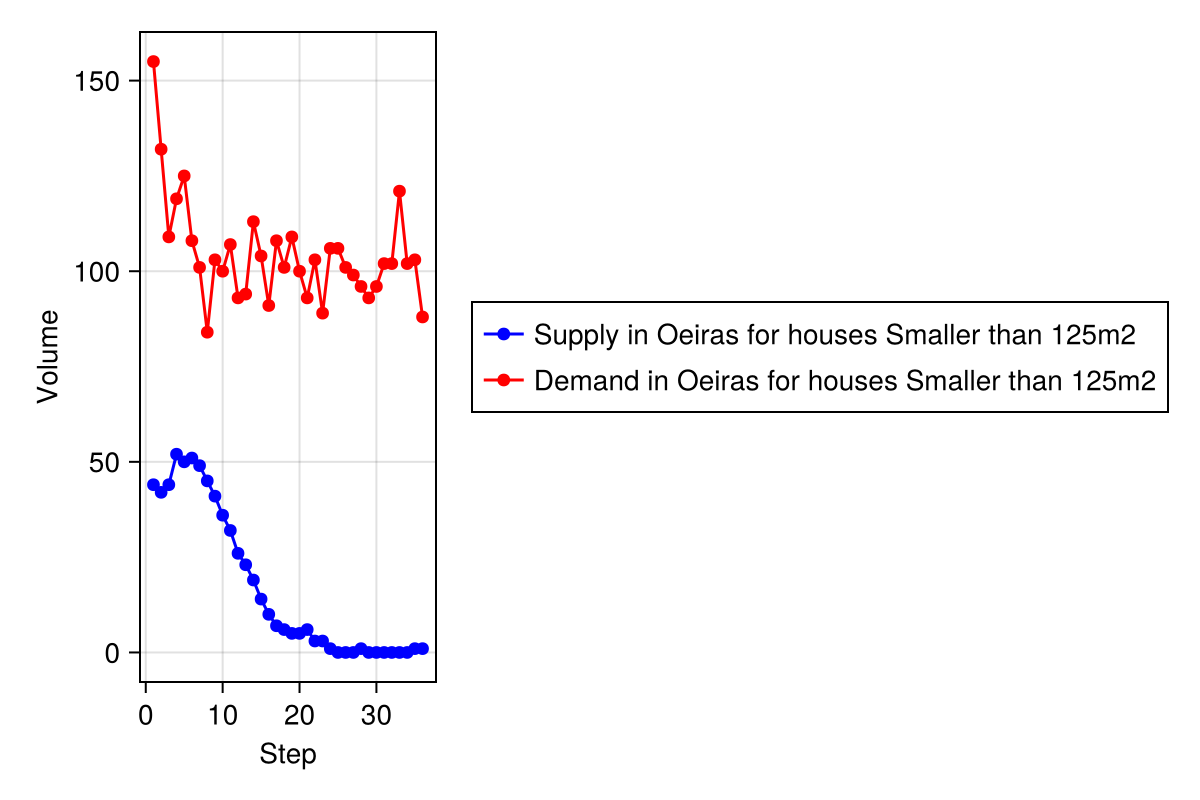 150
100
50
0
Volume
0 10 20 30
Step
Supply in Oeiras for houses Smaller than 125m2
Demand in Oeiras for houses Smaller than 125m2